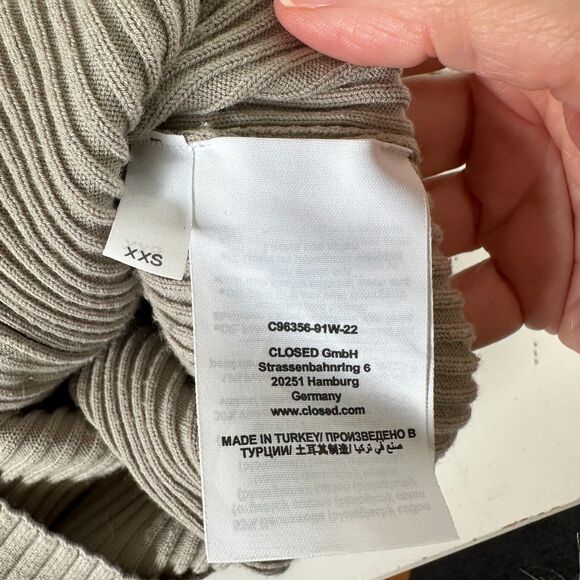 XXS
C96356-91W-22
CLOSED GmbH
Strassenbahnring 6
20251 Hamburg
Germany
www.closed.com
MADE IN TURKEY/ ПРОИЗВЕДЕНО В
ТУРЦИИ/ 土耳其制造/ صنع في تركيا